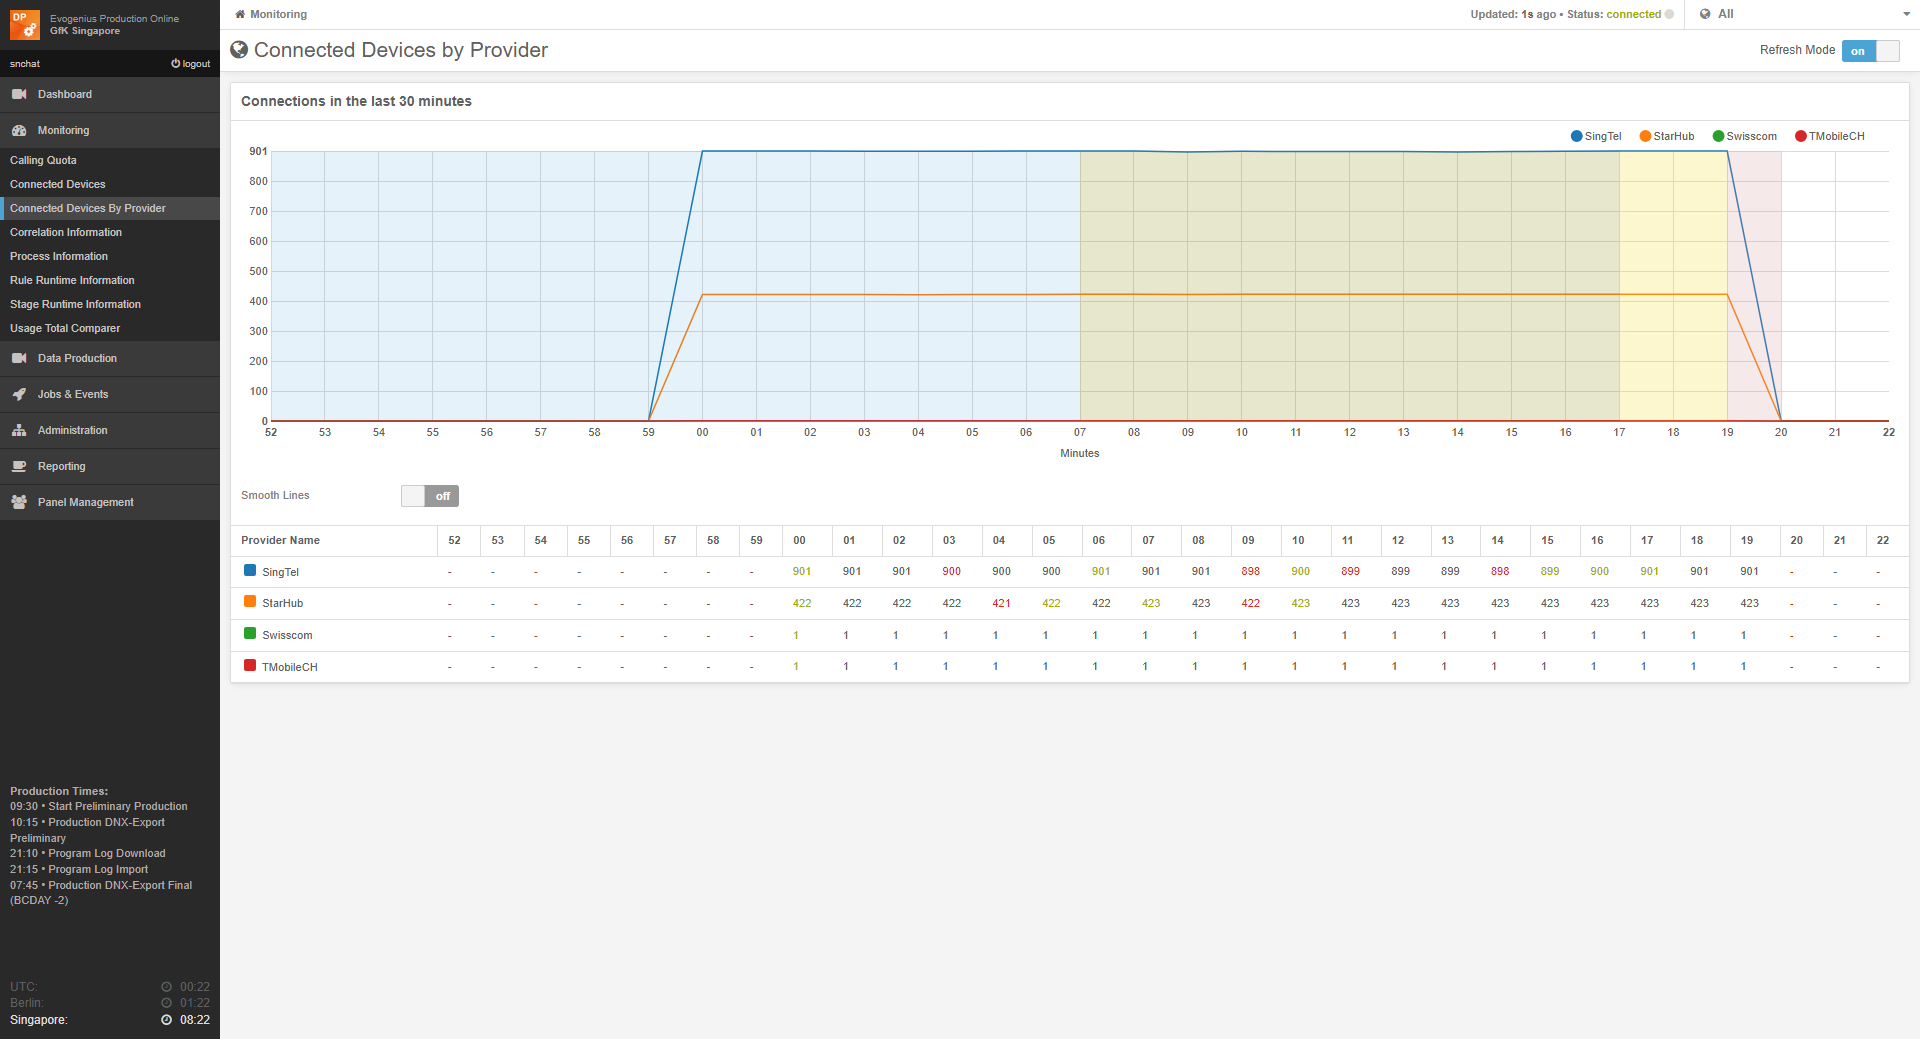 DP
Evogenius Production Online
GfK Singapore
snchat
logout
Dashboard
Monitoring
Calling Quota
Connected Devices
Connected Devices By Provider
Correlation Information
Process Information
Rule Runtime Information
Stage Runtime Information
Usage Total Comparer
Data Production
Jobs & Events
Administration
Reporting
Panel Management
Production Times:
09:30 • Start Preliminary Production
10:15 • Production DNX-Export
Preliminary
21:10 • Program Log Download
21:15 • Program Log Import
07:45 • Production DNX-Export Final
(BCDAY -2)
UTC: 00:22
Berlin: 01:22
Singapore: 08:22
Monitoring
Updated: 1s ago • Status: connected
All
Connected Devices by Provider
Refresh Mode on
Connections in the last 30 minutes
SingTel StarHub Swisscom TMobileCH
901
800
700
600
500
400
300
200
100
0
52 53 54 55 56 57 58 59 00 01 02 03 04 05 06 07 08 09 10 11 12 13 14 15 16 17 18 19 20 21 22
Minutes
Smooth Lines off
Provider Name 52 53 54 55 56 57 58 59 00 01 02 03 04 05 06 07 08 09 10 11 12 13 14 15 16 17 18 19 20 21 22
SingTel - - - - - - - - 901 901 901 900 900 900 901 901 901 898 900 899 899 899 898 899 900 901 901 901 - - -
StarHub - - - - - - - - 422 422 422 422 421 422 422 423 423 422 423 423 423 423 423 423 423 423 423 423 - - -
Swisscom - - - - - - - - 1 1 1 1 1 1 1 1 1 1 1 1 1 1 1 1 1 1 1 1 - - -
TMobileCH - - - - - - - - 1 1 1 1 1 1 1 1 1 1 1 1 1 1 1 1 1 1 1 1 - - -